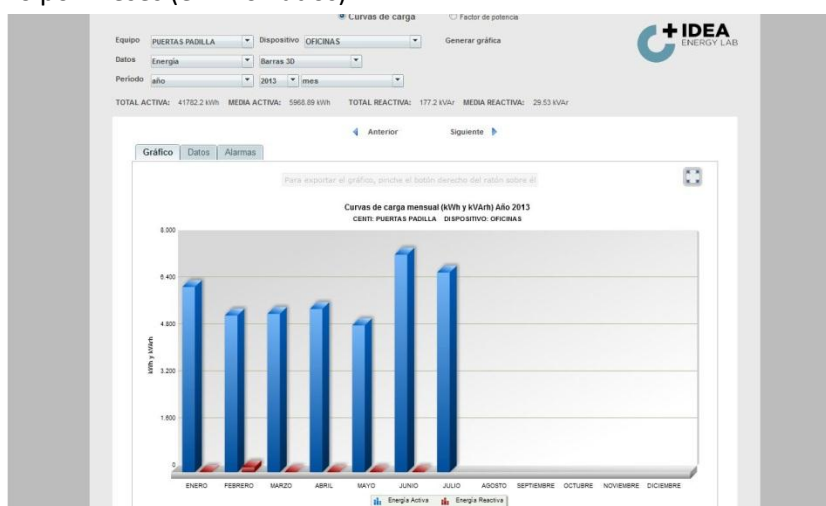 Curvas de carga Factor de potencia
Equipo PUERTAS PADILLA Dispositivo OFICINAS Generar gráfica
+ IDEA
ENERGY LAB
Datos Energía Barras 3D
Periodo año 2013 mes
TOTAL ACTIVA: 41782.2 kWh MEDIA ACTIVA: 5968.89 kWh TOTAL REACTIVA: 177.2 kVAr MEDIA REACTIVA: 29.53 kVAr
Anterior Siguiente
Gráfico Datos Alarmas
Para exportar el gráfico, pinche el botón derecho del ratón sobre él
Curvas de carga mensual (kWh y kVArh) Año 2013
CENTI: PUERTAS PADILLA DISPOSITIVO: OFICINAS
8.000
6.400
4.800
3.200
1.600
0
kWh y kVArh
ENERO FEBRERO MARZO ABRIL MAYO JUNIO JULIO AGOSTO SEPTIEMBRE OCTUBRE NOVIEMBRE DICIEMBRE
Energía Activa Energía Reactiva